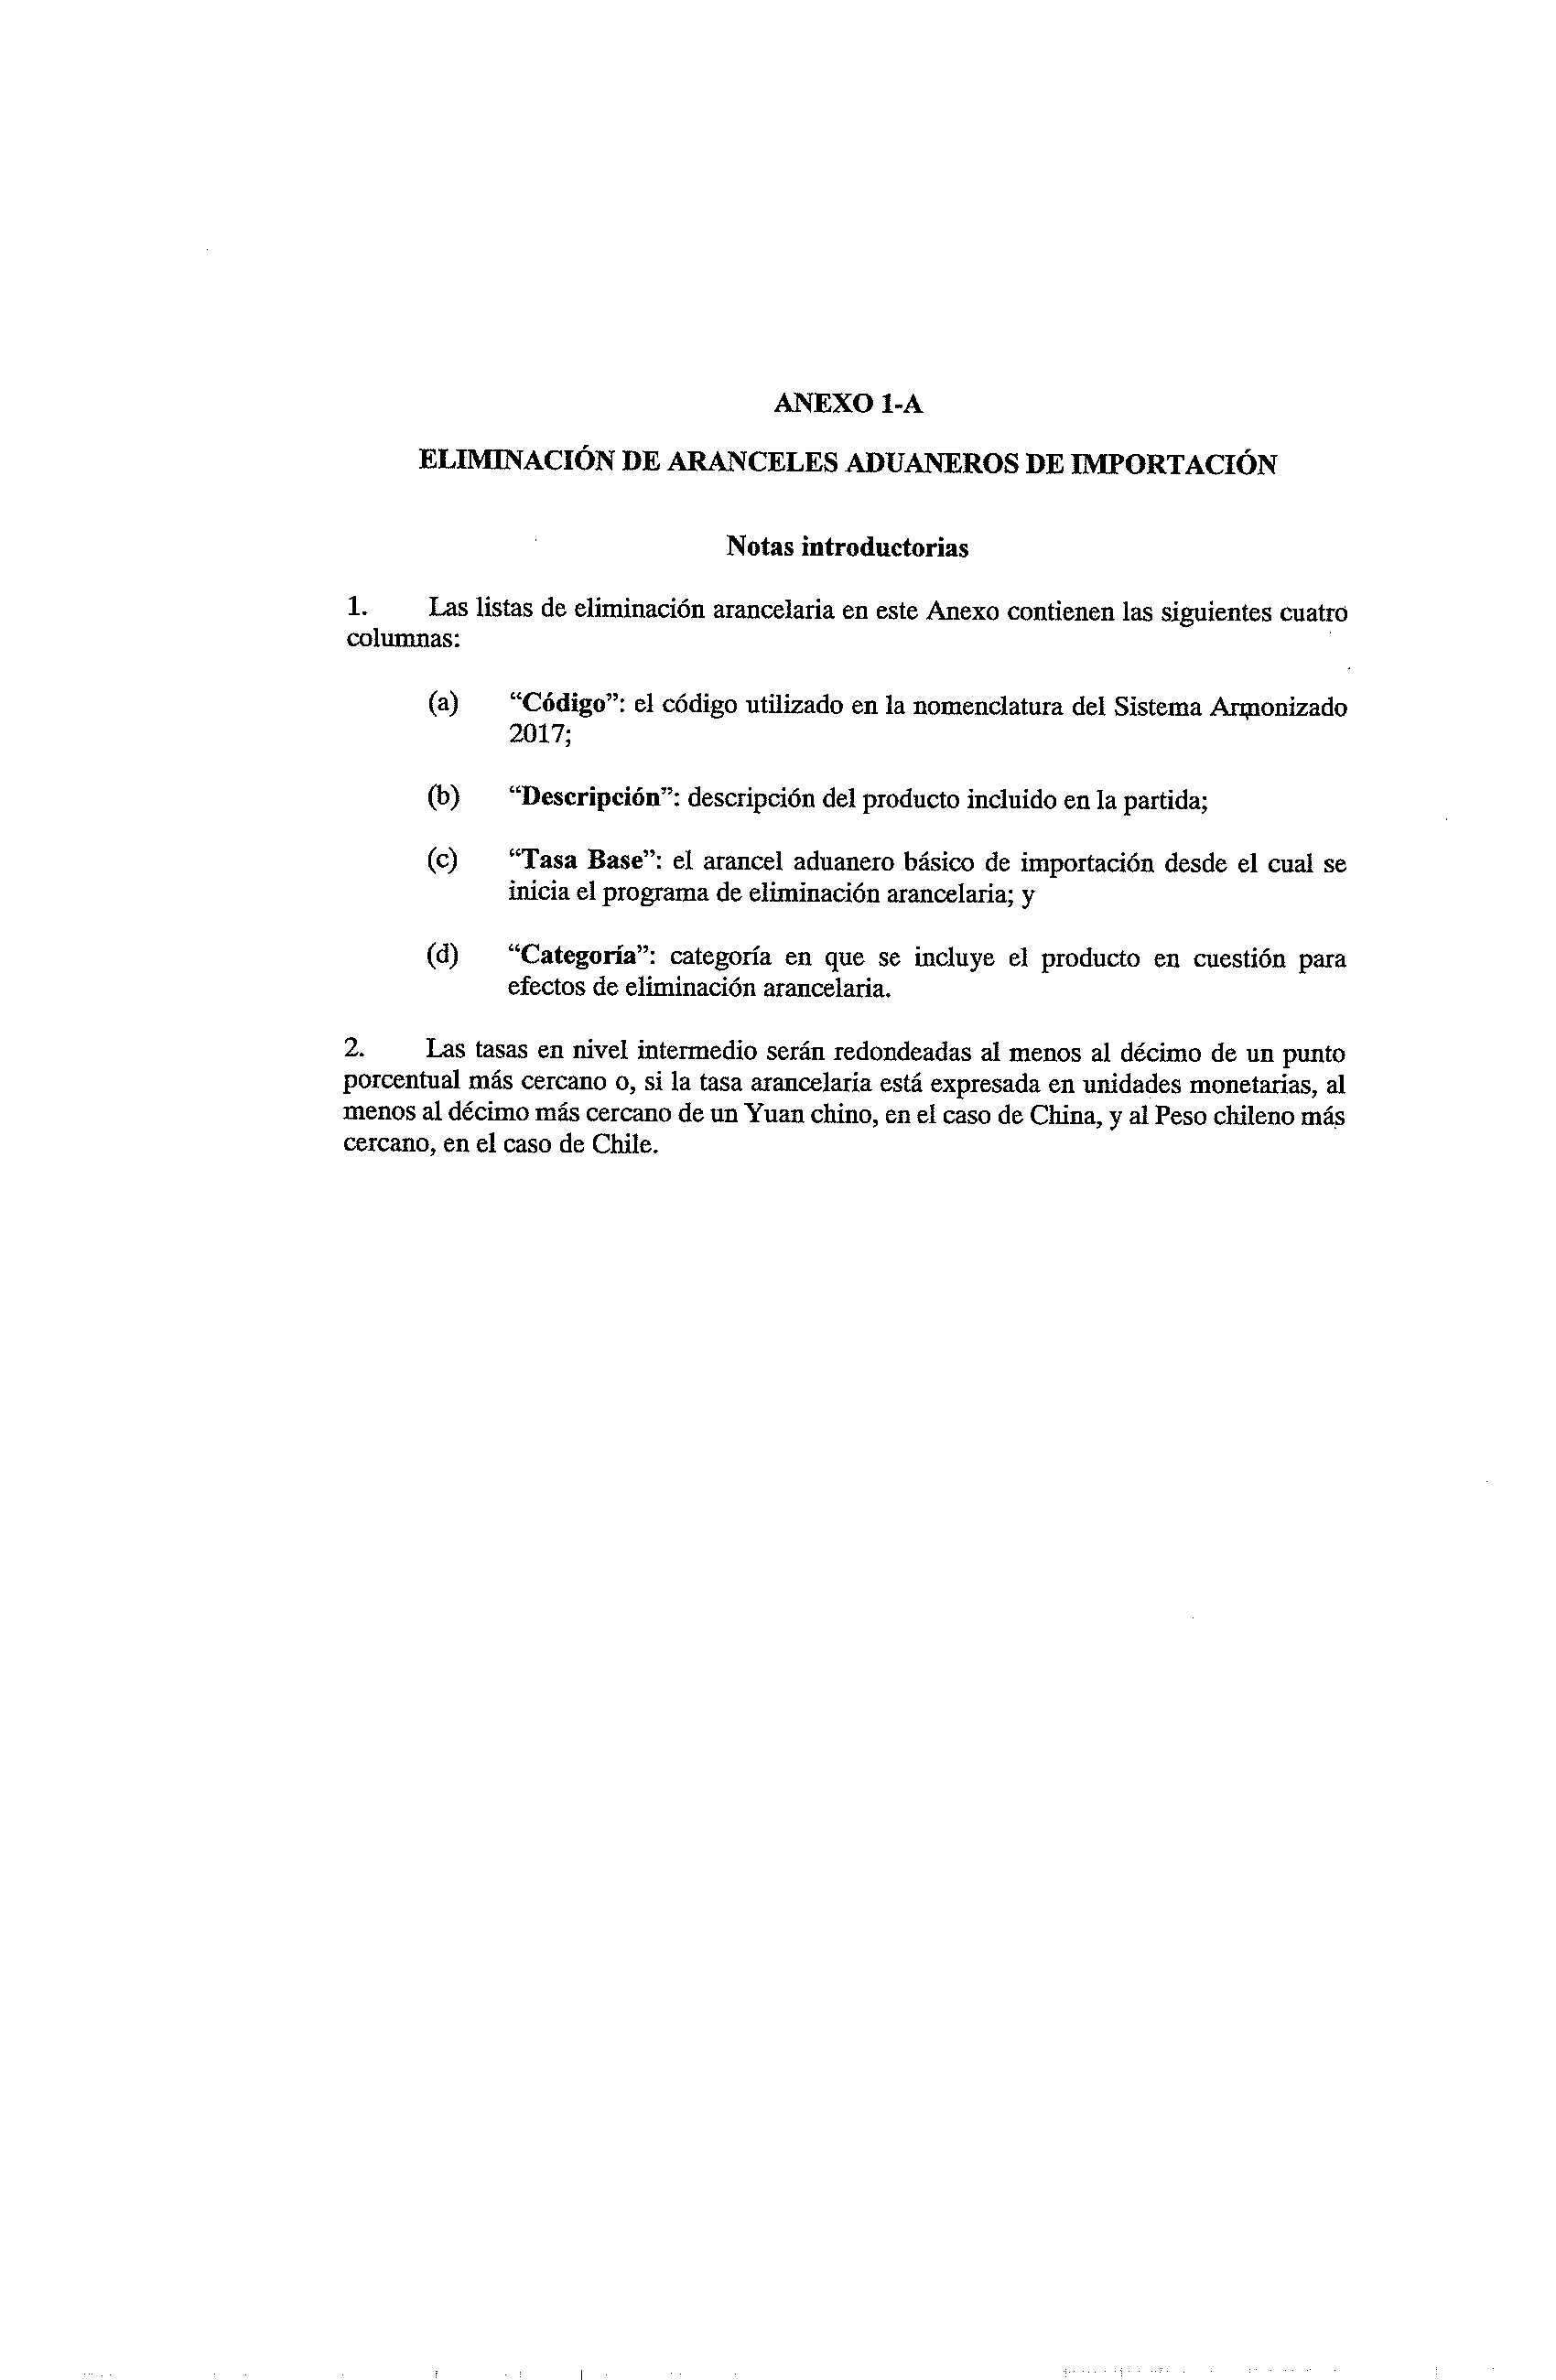 ANEXO 1-A
ELIMINACIÓN DE ARANCELES ADUANEROS DE IMPORTACIÓN
Notas introductorias
1. Las listas de eliminación arancelaria en este Anexo contienen las siguientes cuatro
columnas:
(a) “Código”: el código utilizado en la nomenclatura del Sistema Armonizado
2017;
(b) “Descripción”: descripción del producto incluido en la partida;
(c) “Tasa Base”: el arancel aduanero básico de importación desde el cual se
inicia el programa de eliminación arancelaria; y
(d) “Categoría”: categoría en que se incluye el producto en cuestión para
efectos de eliminación arancelaria.
2. Las tasas en nivel intermedio serán redondeadas al menos al décimo de un punto
porcentual más cercano o, si la tasa arancelaria está expresada en unidades monetarias, al
menos al décimo más cercano de un Yuan chino, en el caso de China, y al Peso chileno más
cercano, en el caso de Chile.